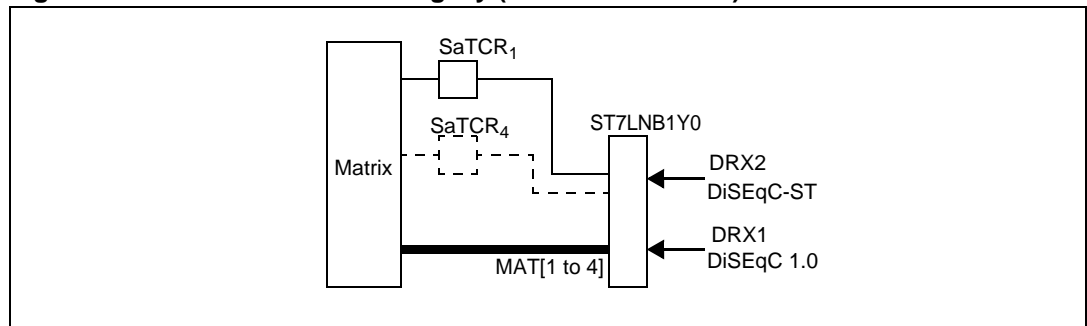 SaTCR1
SaTCR4
ST7LNB1Y0
Matrix
DRX2
DiSEqC-ST
DRX1
DiSEqC 1.0
MAT[1 to 4]